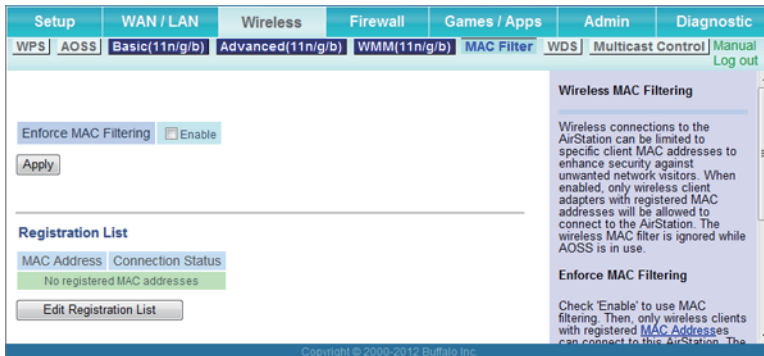 Setup WAN / LAN Wireless Firewall Games / Apps Admin Diagnostic
WPS AOSS Basic(11n/g/b) Advanced(11n/g/b) WMM(11n/g/b) MAC Filter WDS Multicast Control Manual
Log out
Enforce MAC Filtering Enable
Apply
Registration List
MAC Address Connection Status
No registered MAC addresses
Edit Registration List
Wireless MAC Filtering
Wireless connections to the
AirStation can be limited to
specific client MAC addresses to
enhance security against
unwanted network visitors. When
enabled, only wireless client
adapters with registered MAC
addresses will be allowed to
connect to the AirStation. The
wireless MAC filter is ignored while
AOSS is in use.
Enforce MAC Filtering
Check 'Enable' to use MAC
filtering. Then, only wireless clients
with registered MAC Addresses
can connect to this AirStation. The
Copyright © 2000-2012 Buffalo Inc.